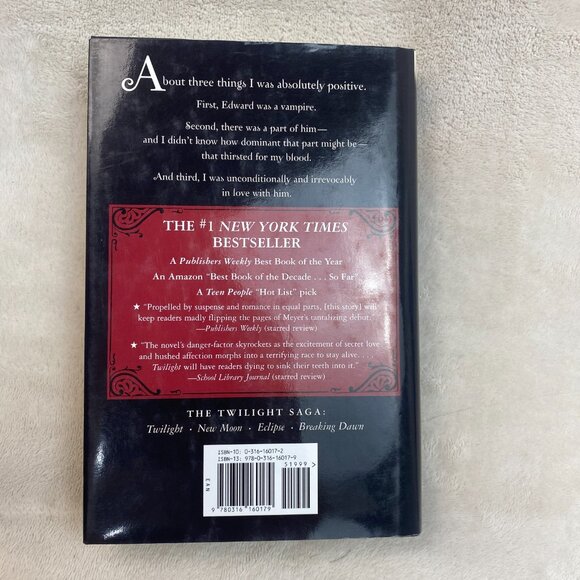 About three things I was absolutely positive.
First, Edward was a vampire.
Second, there was a part of him—
and I didn't know how dominant that part might be—
that thirsted for my blood.
And third, I was unconditionally and irrevocably
in love with him.
THE #1 NEW YORK TIMES
BESTSELLER
A Publishers Weekly Best Book of the Year
An Amazon "Best Book of the Decade . . . So Far"
A Teen People "Hot List" pick
★ "Propelled by suspense and romance in equal parts, [this story] will
keep readers madly flipping the pages of Meyer's tantalizing debut."
—Publishers Weekly (starred review)
★ "The novel's danger-factor skyrockets as the excitement of secret love
and hushed affection morphs into a terrifying race to stay alive. . . .
Twilight will have readers dying to sink their teeth into it."
—School Library Journal (starred review)
THE TWILIGHT SAGA:
Twilight · New Moon · Eclipse · Breaking Dawn
ISBN-10: 0-316-16017-2
ISBN-13: 978-0-316-16017-9
51999>
EAN
9 780316 160179